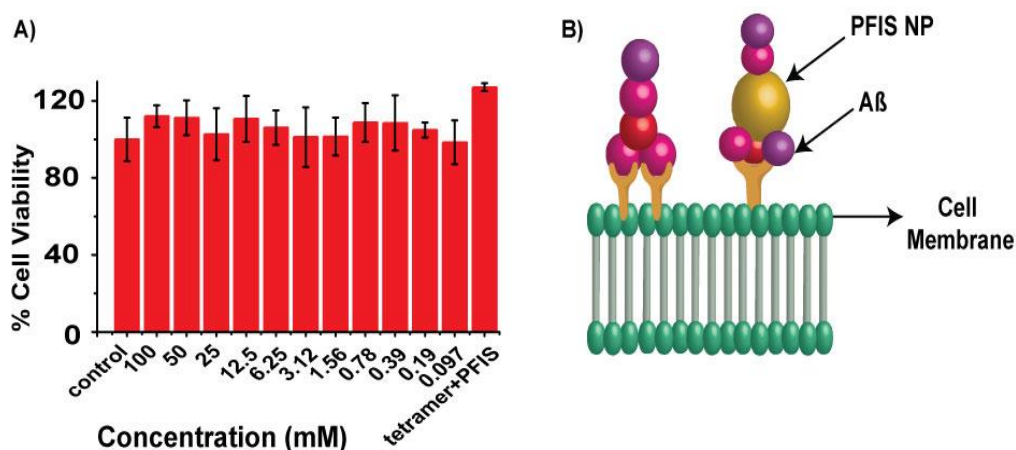 A)
% Cell Viability
120
80
40
0
control
100
50
25
12.5
6.25
3.12
1.56
0.78
0.39
0.19
0.097
tetramer+PFIS
Concentration (mM)
B)
PFIS NP
Aß
Cell
Membrane